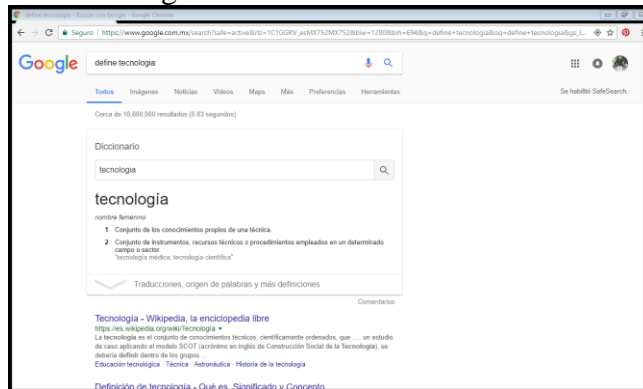 define tecnologia - Buscar con Google - Google Chrome
Seguro | https://www.google.com.mx/search?safe=active&rlz=1C1GGRV_esMX752MX752&biw=1280&bih=694&q=define+tecnologia&oq=define+tecnologia&gs_l...
Google define tecnologia
Todos Imágenes Noticias Vídeos Maps Más Preferencias Herramientas Se habilitó SafeSearch.
Cerca de 10,800,000 resultados (0.83 segundos)
Diccionario
tecnologia
tecnología
nombre femenino
1. Conjunto de los conocimientos propios de una técnica.
2. Conjunto de instrumentos, recursos técnicos o procedimientos empleados en un determinado
campo o sector.
"tecnología médica; tecnología científica"
Traducciones, origen de palabras y más definiciones
Comentarios
Tecnología - Wikipedia, la enciclopedia libre
https://es.wikipedia.org/wiki/Tecnología
La tecnología es el conjunto de conocimientos técnicos, científicamente ordenados, que ..... un estudio
de caso aplicando el modelo SCOT (acrónimo en inglés de Construcción Social de la Tecnología), se
debería definir dentro de los grupos ...
Educación tecnológica · Técnica · Astronáutica · Historia de la tecnología
Definición de tecnología - Qué es, Significado y Concepto